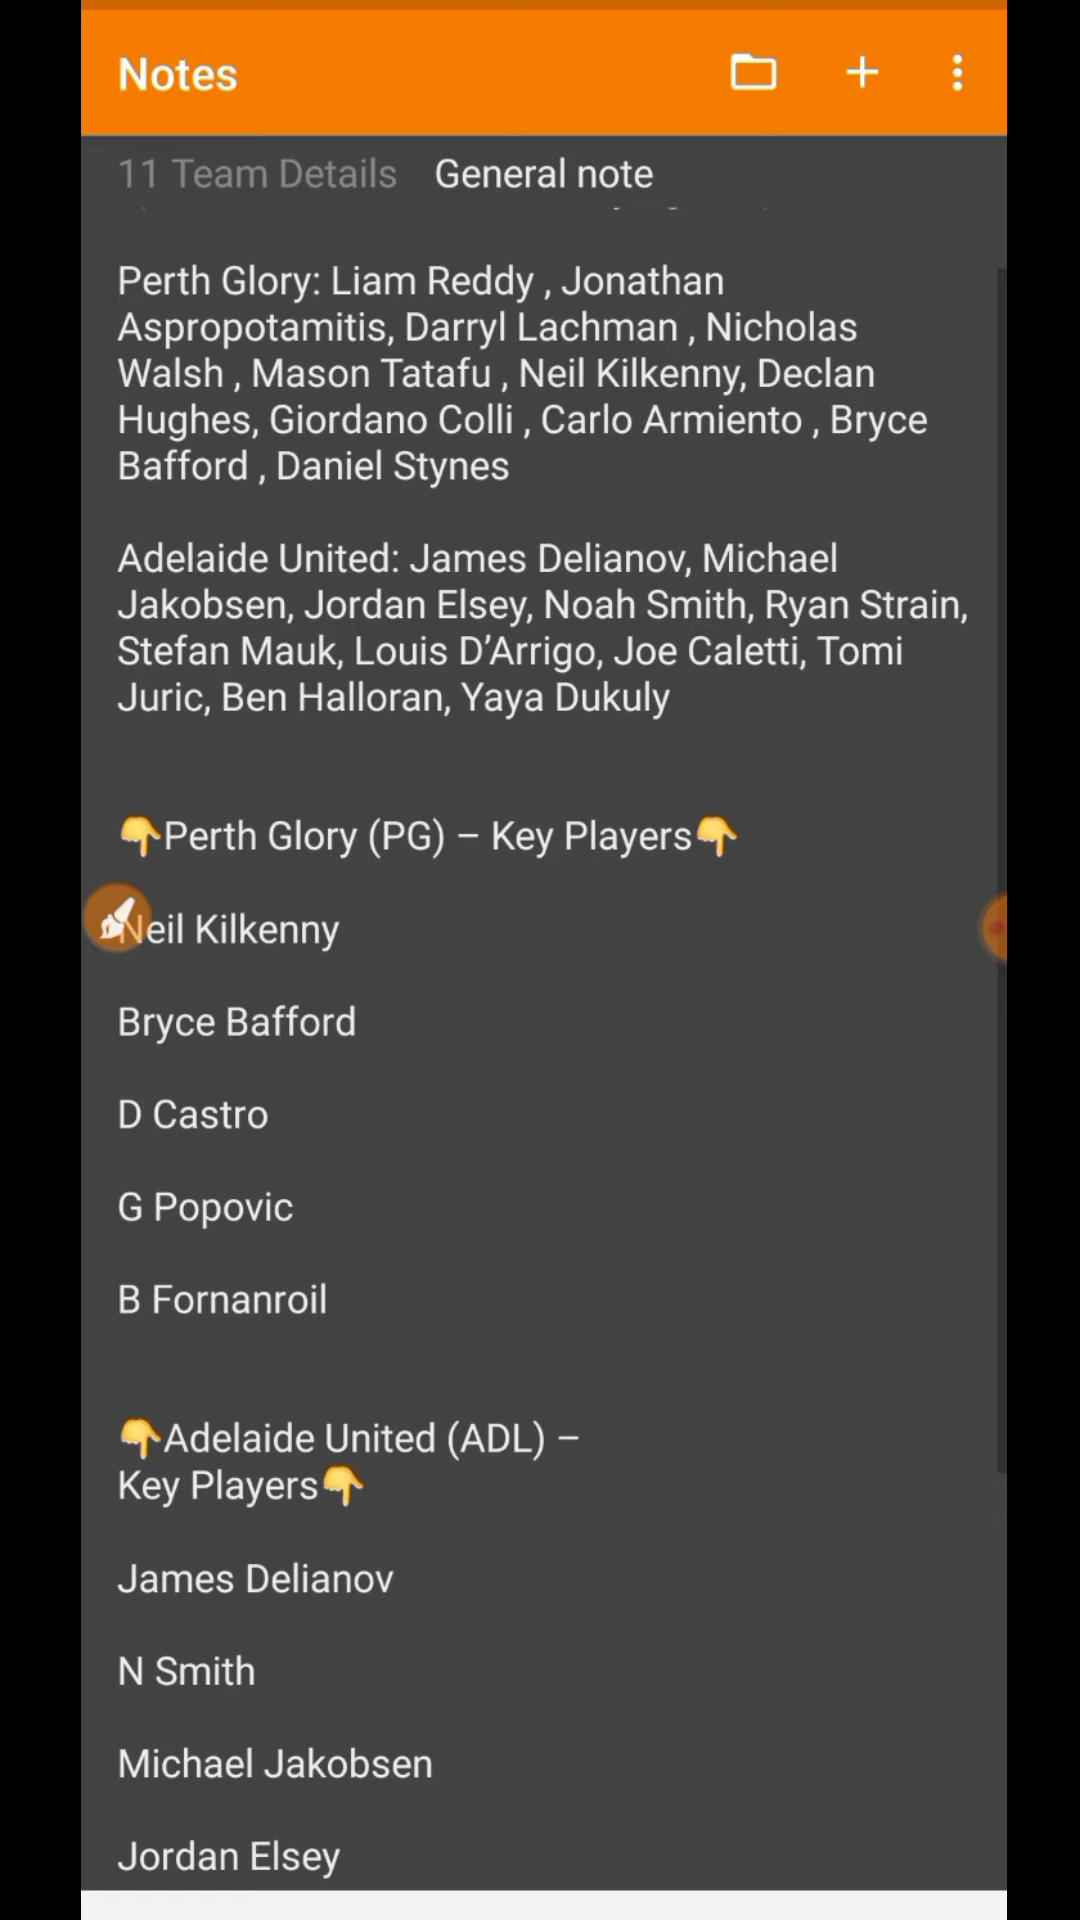 Notes
11 Team Details General note
Perth Glory: Liam Reddy , Jonathan
Aspropotamitis, Darryl Lachman , Nicholas
Walsh , Mason Tatafu , Neil Kilkenny, Declan
Hughes, Giordano Colli , Carlo Armiento , Bryce
Bafford , Daniel Stynes
Adelaide United: James Delianov, Michael
Jakobsen, Jordan Elsey, Noah Smith, Ryan Strain,
Stefan Mauk, Louis D’Arrigo, Joe Caletti, Tomi
Juric, Ben Halloran, Yaya Dukuly
👇Perth Glory (PG) – Key Players👇
Neil Kilkenny
Bryce Bafford
D Castro
G Popovic
B Fornanroil
👇Adelaide United (ADL) –
Key Players👇
James Delianov
N Smith
Michael Jakobsen
Jordan Elsey